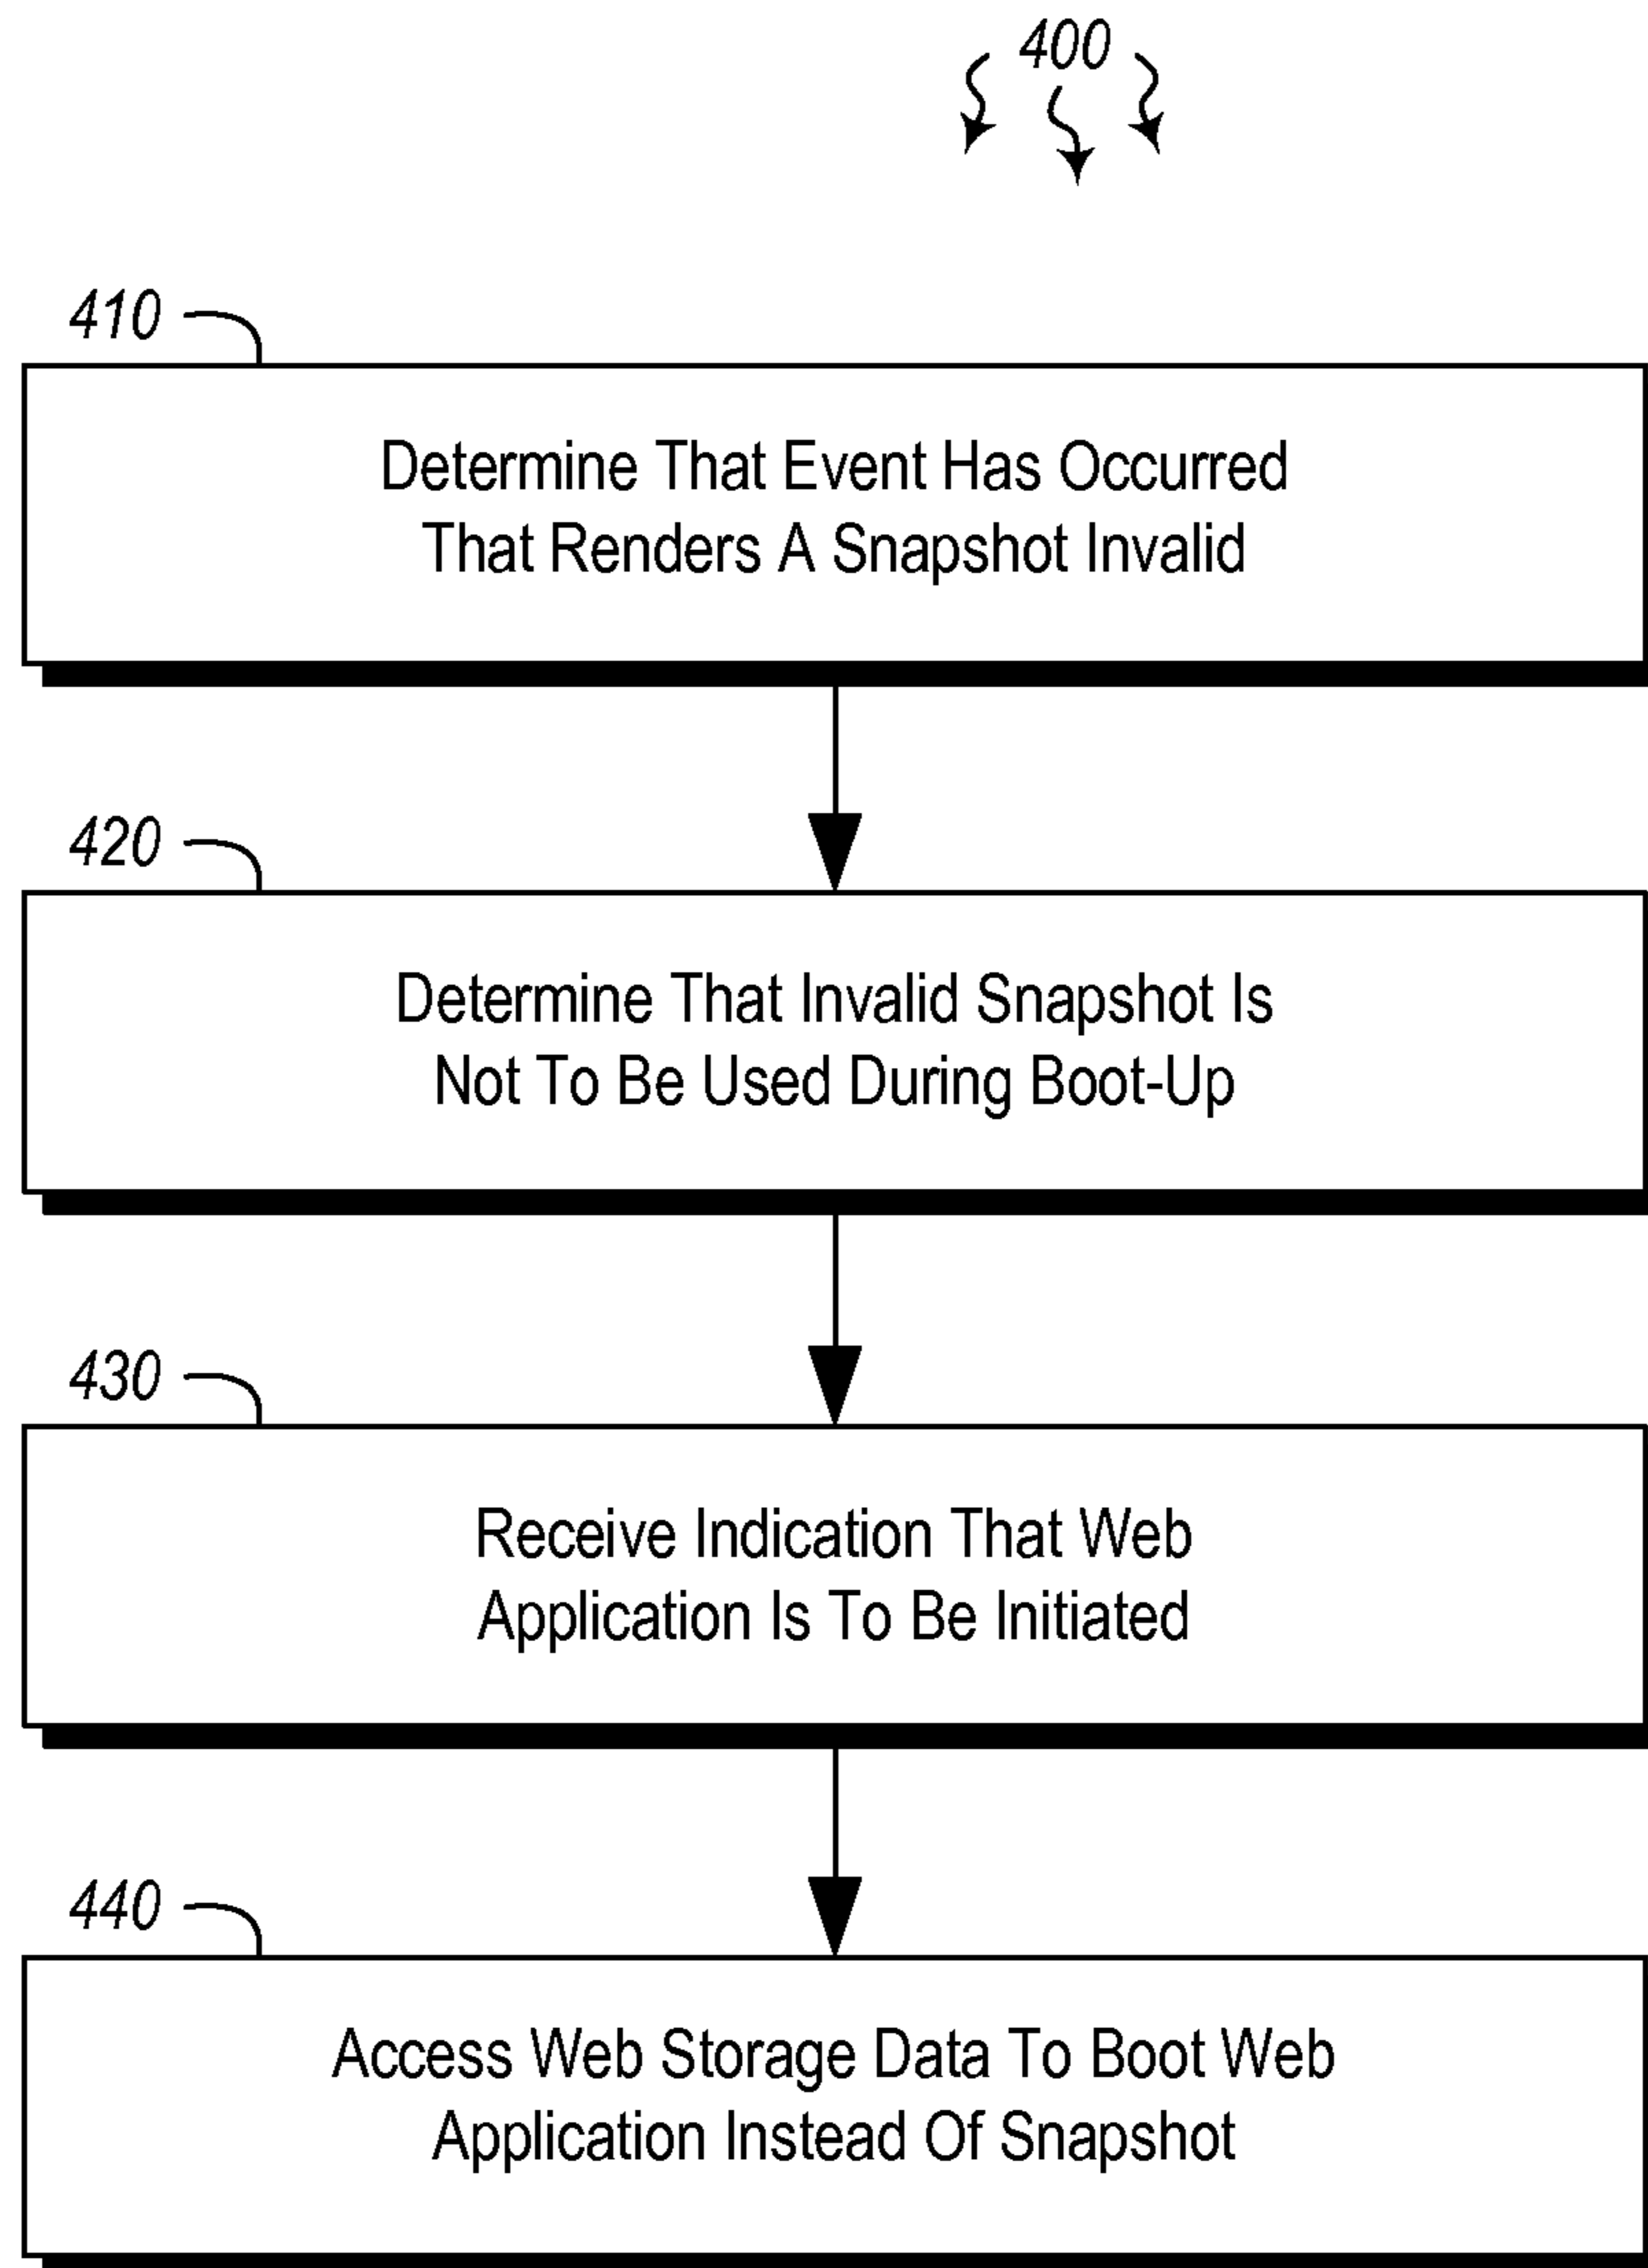 400
410
Determine That Event Has Occurred
That Renders A Snapshot Invalid
420
Determine That Invalid Snapshot Is
Not To Be Used During Boot-Up
430
Receive Indication That Web
Application Is To Be Initiated
440
Access Web Storage Data To Boot Web
Application Instead Of Snapshot